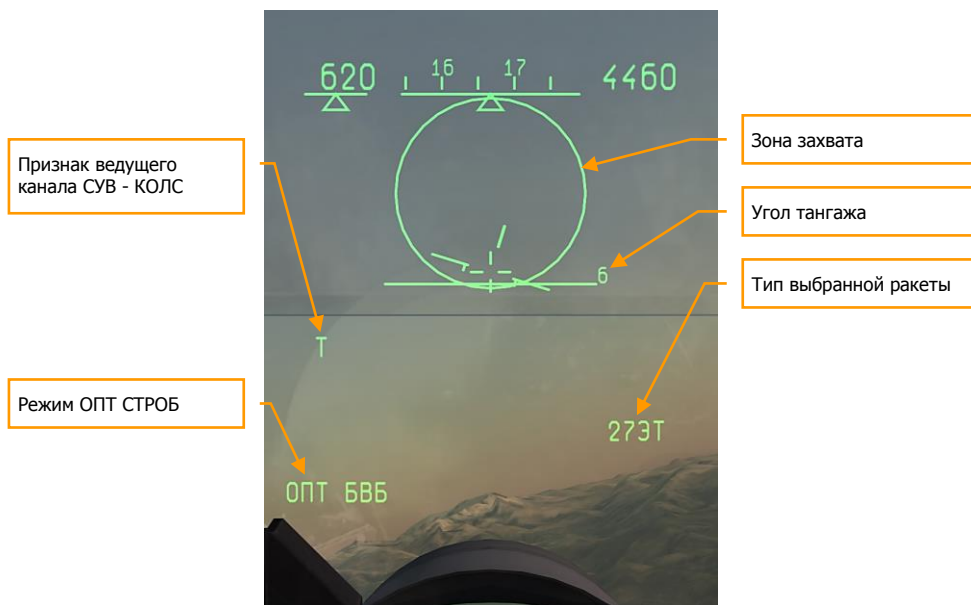 620 16 17 4460
Зона захвата
Признак ведущего
канала СУВ - КОЛС
Угол тангажа
6
Тип выбранной ракеты
Т
Режим ОПТ СТРОБ
27ЭТ
ОПТ БВБ